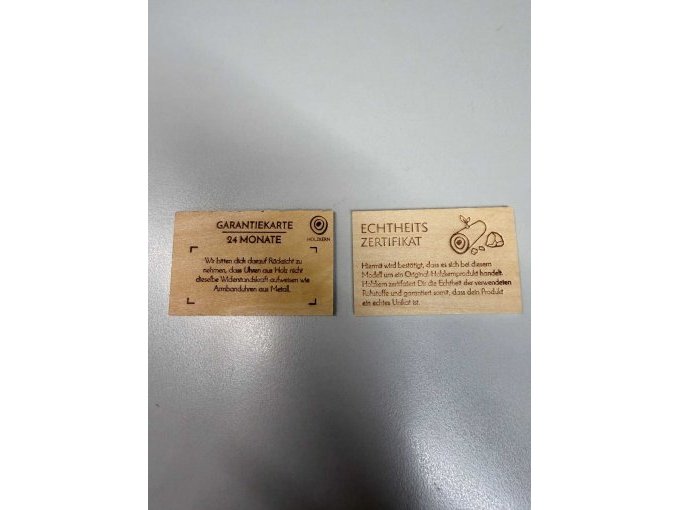 GARANTIEKARTE
24 MONATE
HOLZKERN
Wir bitten dich darauf Rücksicht zu
nehmen, dass Uhren aus Holz nicht
dieselbe Widerstandskraft aufweisen wie
Armbanduhren aus Metall.
ECHTHEITS
ZERTIFIKAT
Hiermit wird bestätigt, dass es sich bei diesem
Modell um ein Original-Holzkernprodukt handelt.
Holzkern zertifiziert Dir die Echtheit der verwendeten
Rohstoffe und garantiert somit, dass dein Produkt
ein echtes Unikat ist.